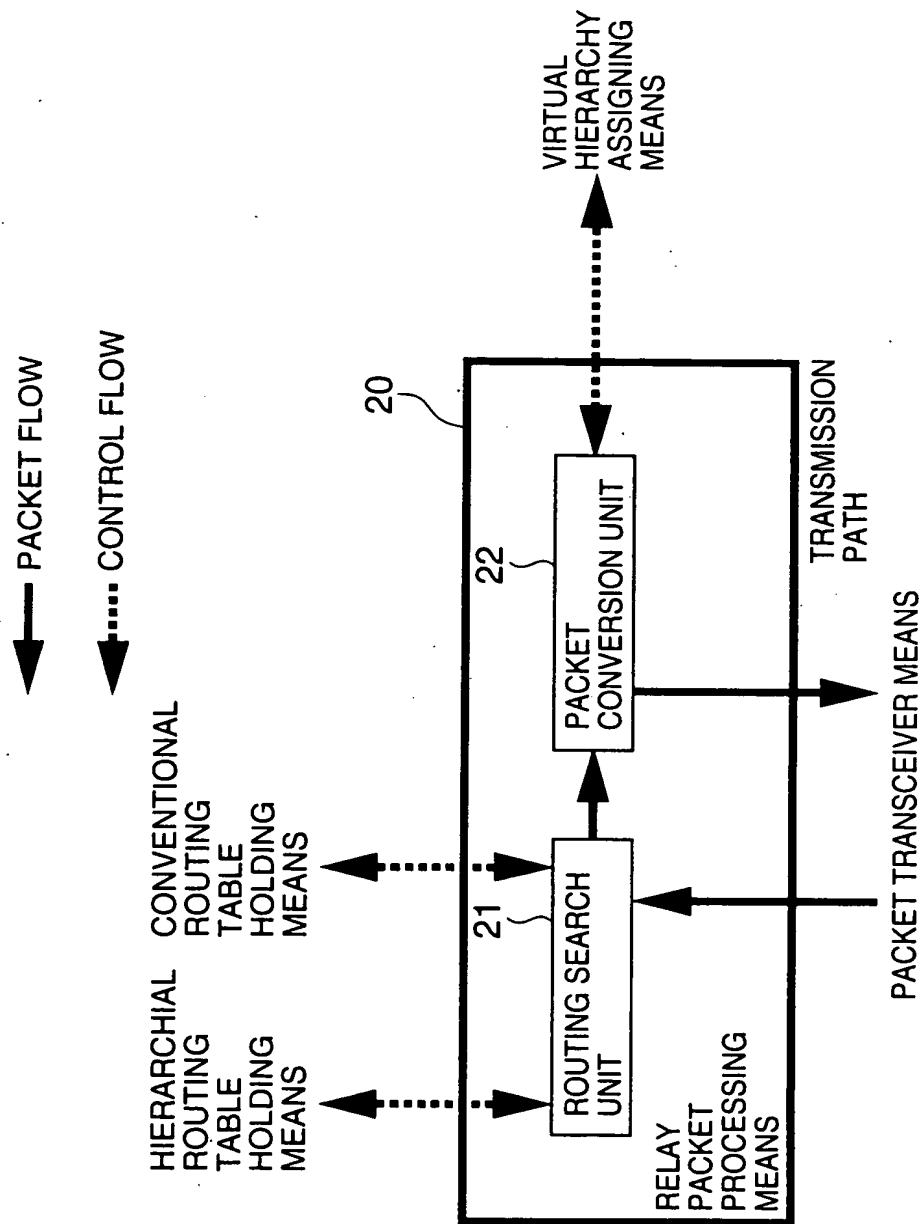 PACKET FLOW
CONTROL FLOW
HIERARCHIAL
ROUTING
TABLE
HOLDING
MEANS
CONVENTIONAL
ROUTING
TABLE
HOLDING
MEANS
20
21
ROUTING SEARCH
UNIT
22
PACKET
CONVERSION UNIT
VIRTUAL
HIERARCHY
ASSIGNING
MEANS
RELAY
PACKET
PROCESSING
MEANS
TRANSMISSION
PATH
PACKET TRANSCEIVER MEANS